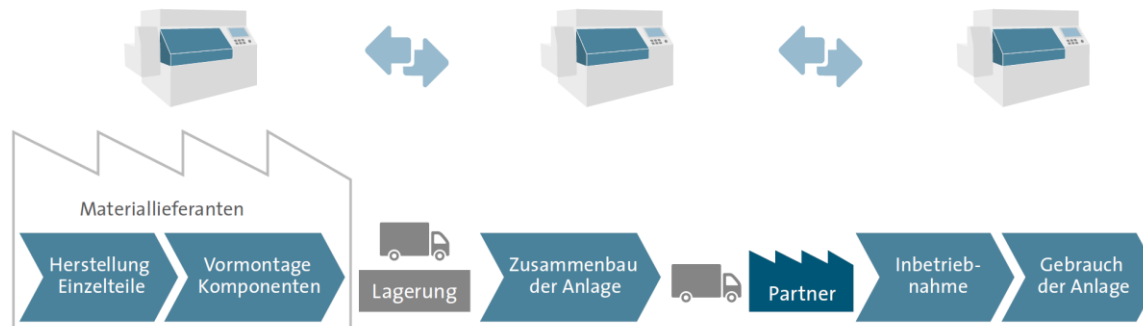 Materiallieferanten
Herstellung
Einzelteile
Vormontage
Komponenten
Lagerung
Zusammenbau
der Anlage
Partner
Inbetrieb-
nahme
Gebrauch
der Anlage